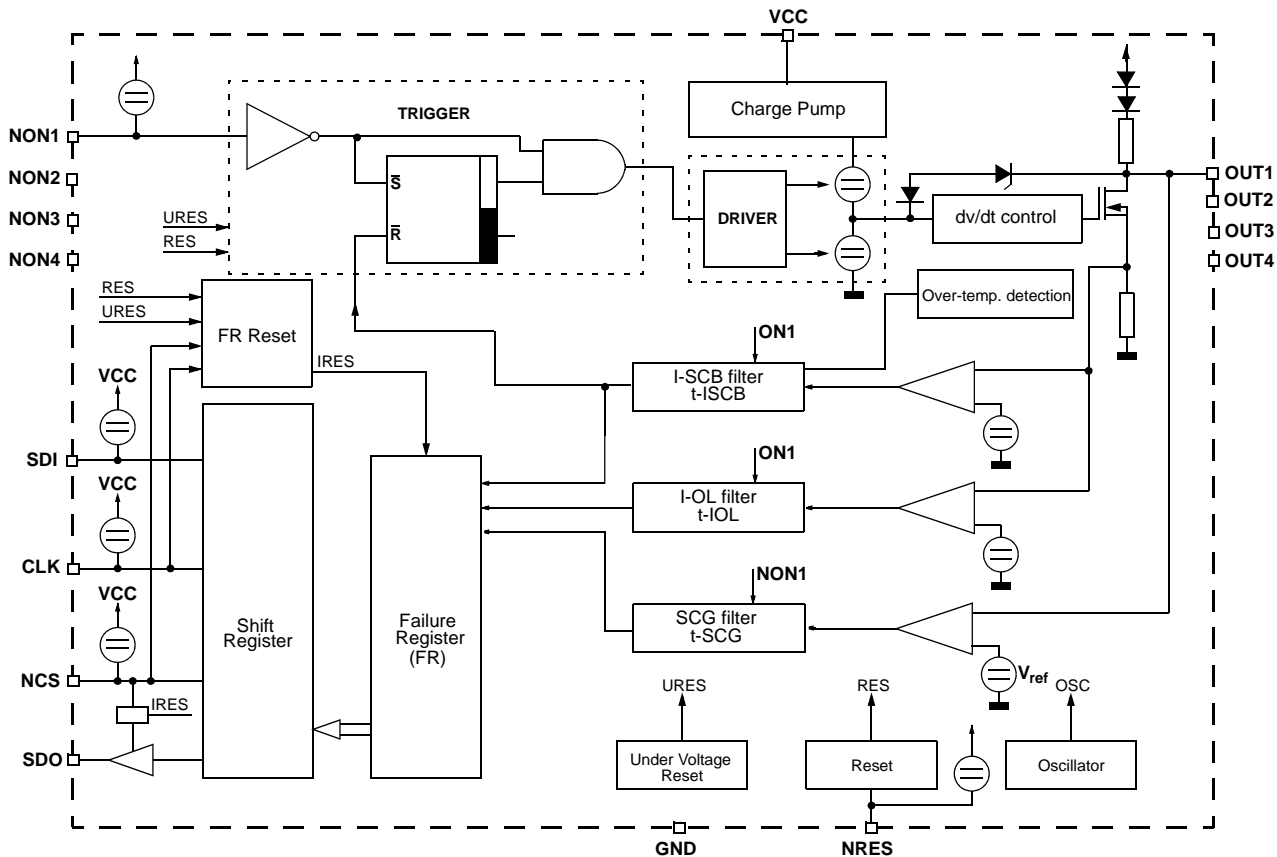 VCC
Charge Pump
TRIGGER
NON1
NON2
NON3
NON4
URES
RES
S̅
R̅
DRIVER
dv/dt control
OUT1
OUT2
OUT3
OUT4
Over-temp. detection
RES
URES
FR Reset
IRES
ON1
I-SCB filter
t-ISCB
VCC
SDI
ON1
I-OL filter
t-IOL
VCC
CLK
NON1
SCG filter
t-SCG
VCC
Shift
Register
Failure
Register
(FR)
NCS
IRES
SDO
Vref
URES
RES
OSC
Under Voltage
Reset
Reset
Oscillator
GND
NRES